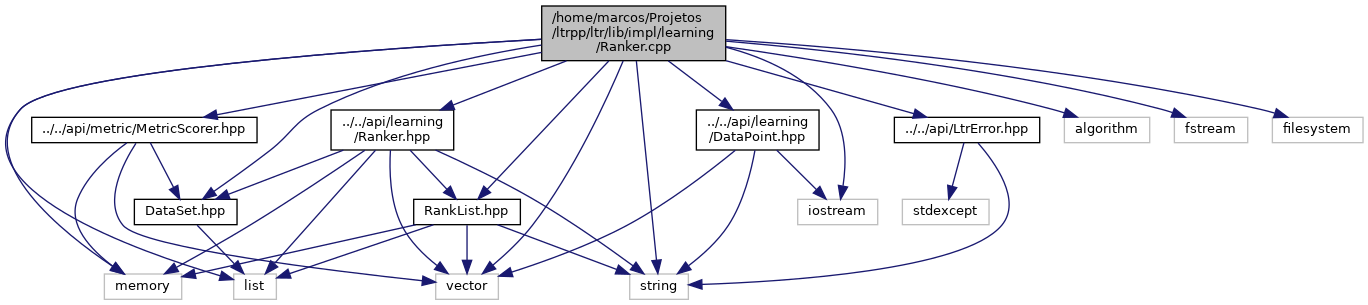 /home/marcos/Projetos
/ltrpp/ltr/lib/impl/learning
/Ranker.cpp
../../api/metric/MetricScorer.hpp
../../api/learning
/Ranker.hpp
../../api/learning
/DataPoint.hpp
../../api/LtrError.hpp
algorithm
fstream
filesystem
DataSet.hpp
RankList.hpp
iostream
stdexcept
memory
list
vector
string